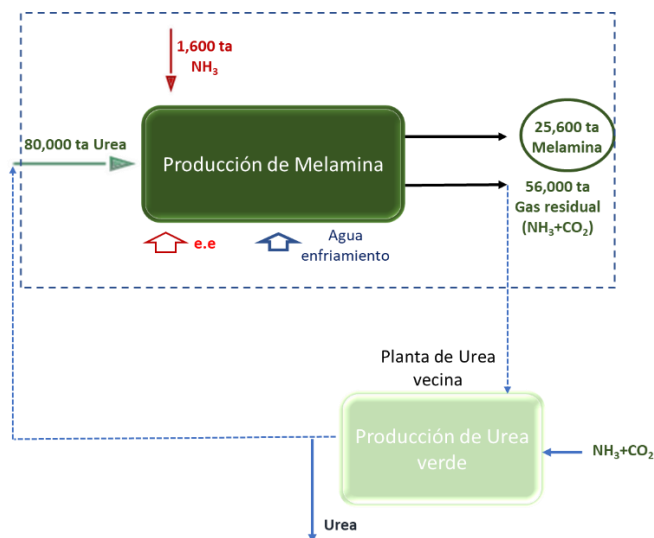 1,600 ta
NH₃
80,000 ta Urea
Producción de Melamina
25,600 ta
Melamina
56,000 ta
Gas residual
(NH₃+CO₂)
e.e
Agua
enfriamiento
Planta de Urea
vecina
Producción de Urea
verde
NH₃+CO₂
Urea